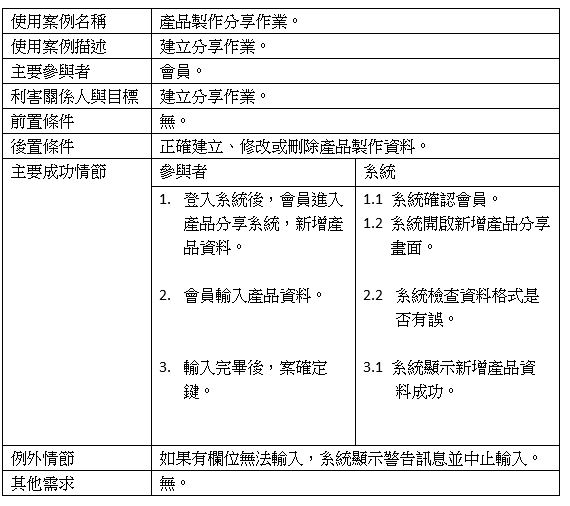 使用案例名稱 產品製作分享作業。
使用案例描述 建立分享作業。
主要參與者 會員。
利害關係人與目標 建立分享作業。
前置條件 無。
後置條件 正確建立、修改或刪除產品製作資料。
主要成功情節 參與者 系統
1. 登入系統後，會員進入
產品分享系統，新增產
品資料。
2. 會員輸入產品資料。
3. 輸入完畢後，案確定
鍵。
1.1 系統確認會員。
1.2 系統開啟新增產品分享
畫面。
2.2 系統檢查資料格式是
否有誤。
3.1 系統顯示新增產品資
料成功。
例外情節 如果有欄位無法輸入，系統顯示警告訊息並中止輸入。
其他需求 無。